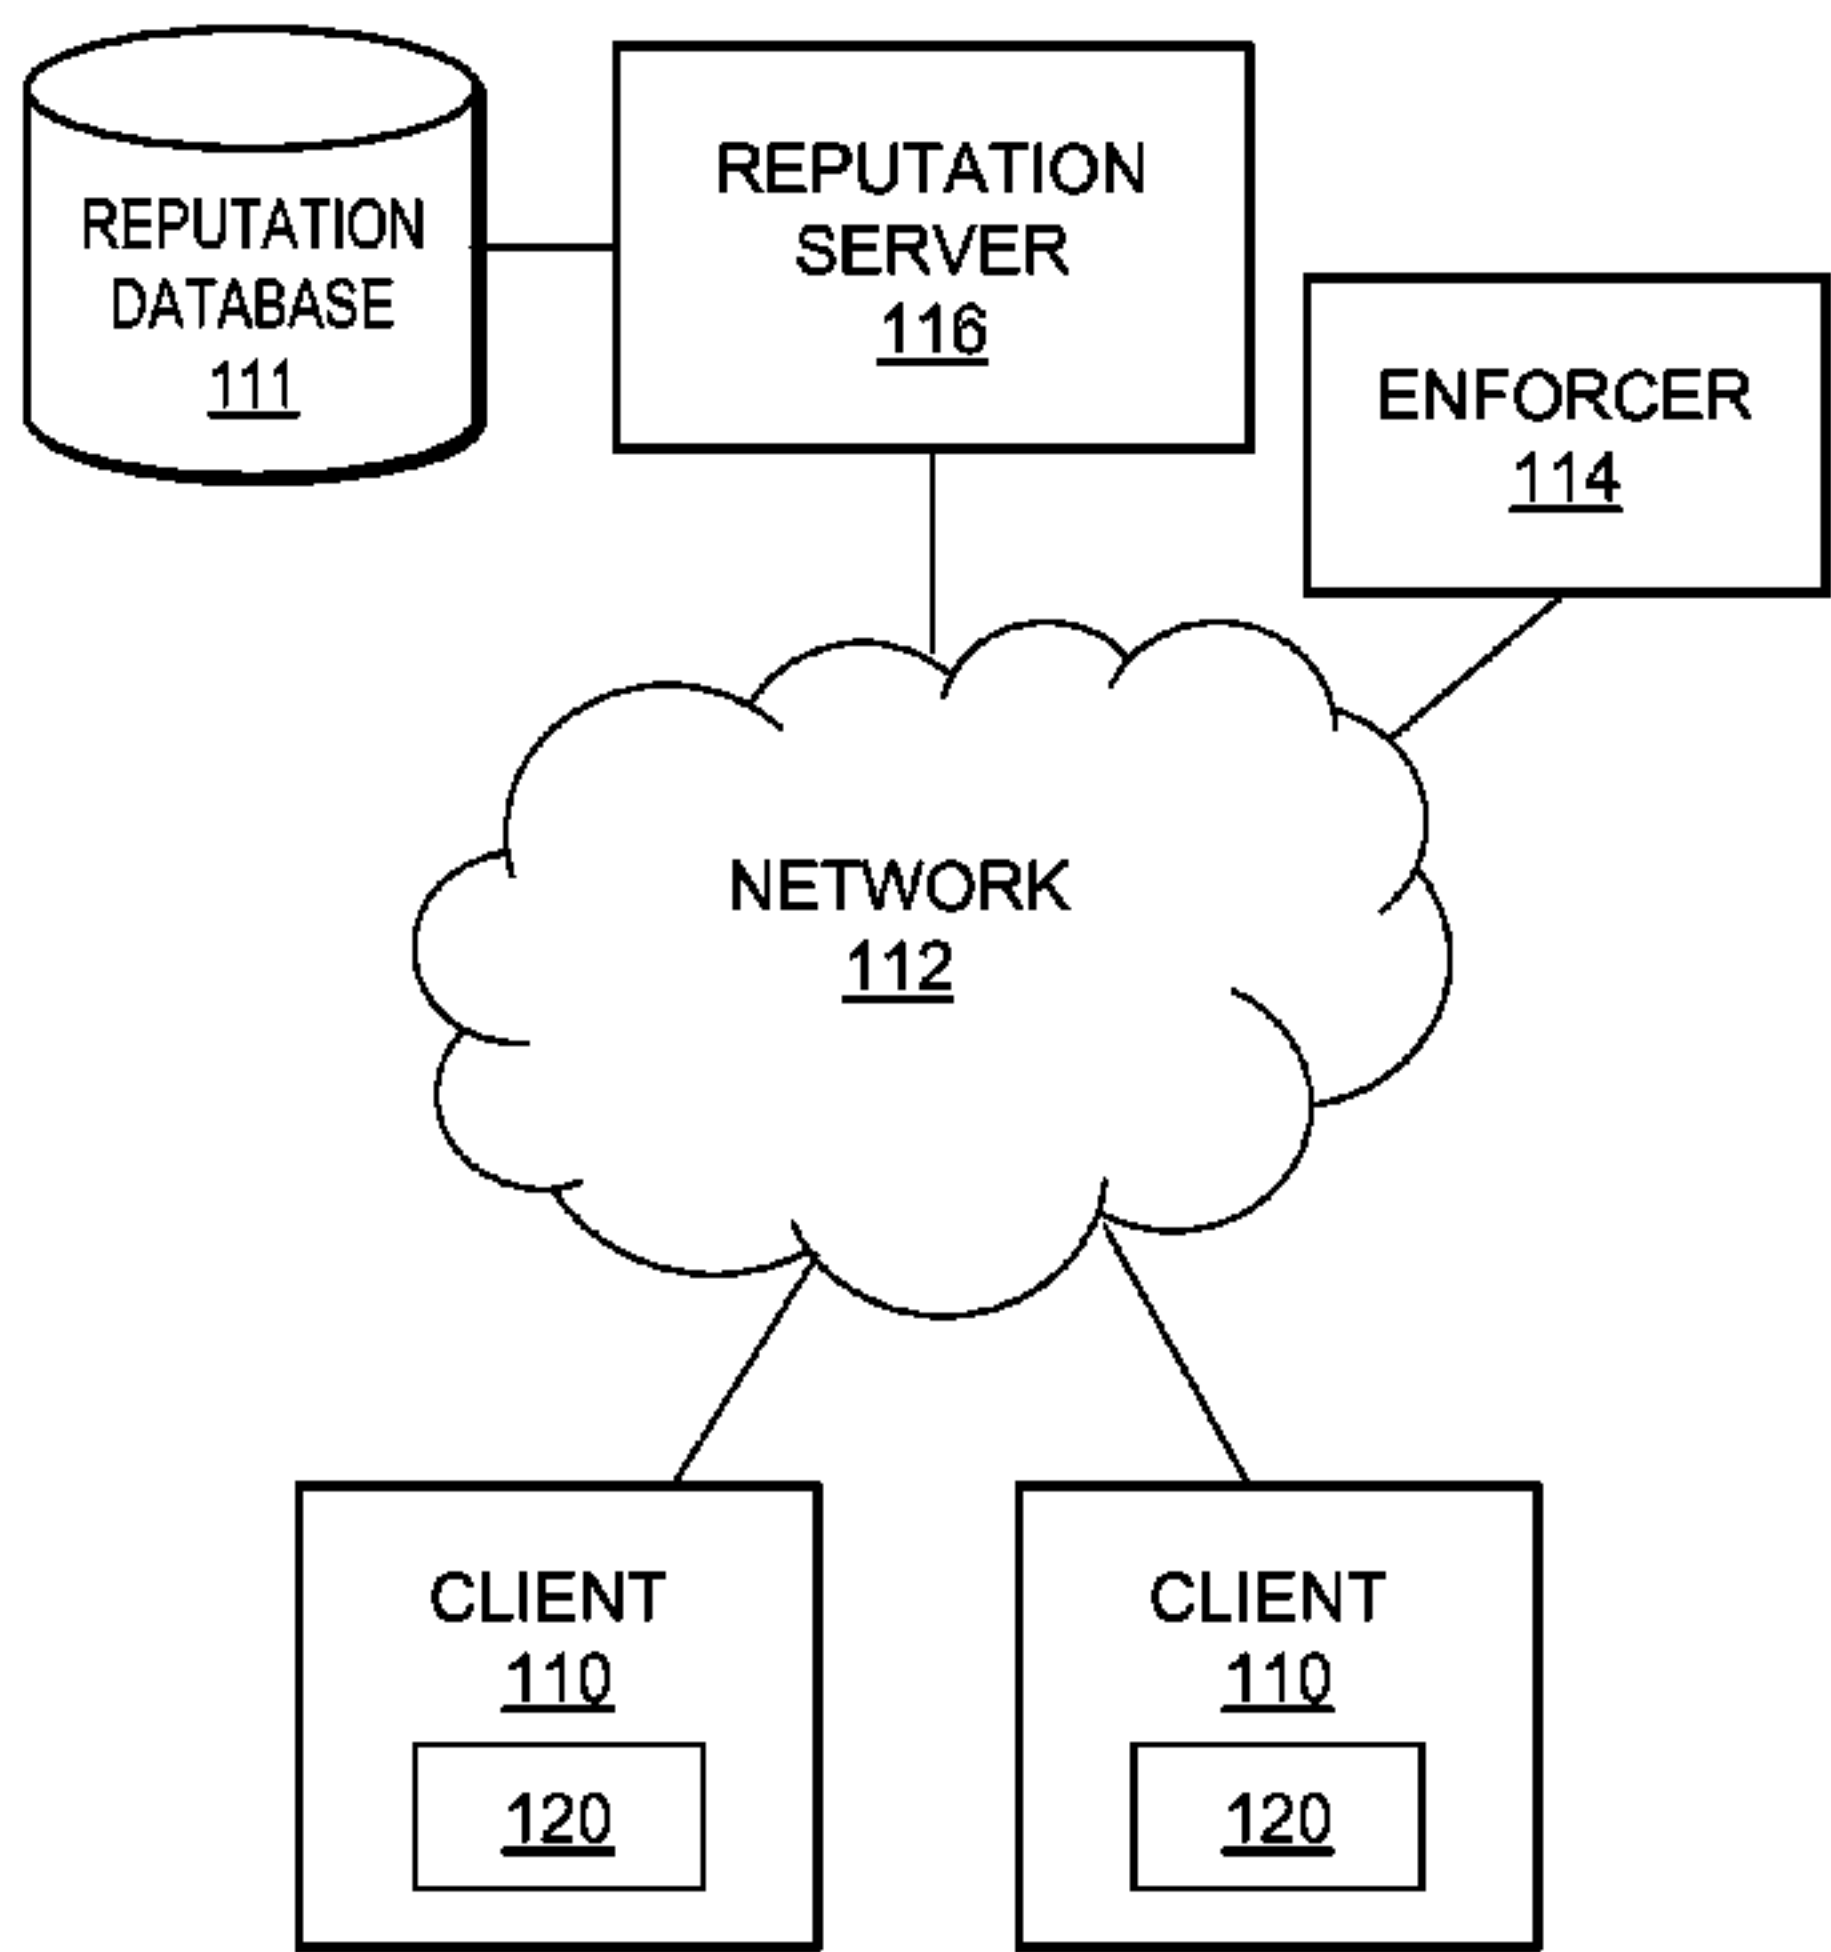 REPUTATION
DATABASE
111
REPUTATION
SERVER
116
ENFORCER
114
NETWORK
112
CLIENT
110
120
CLIENT
110
120